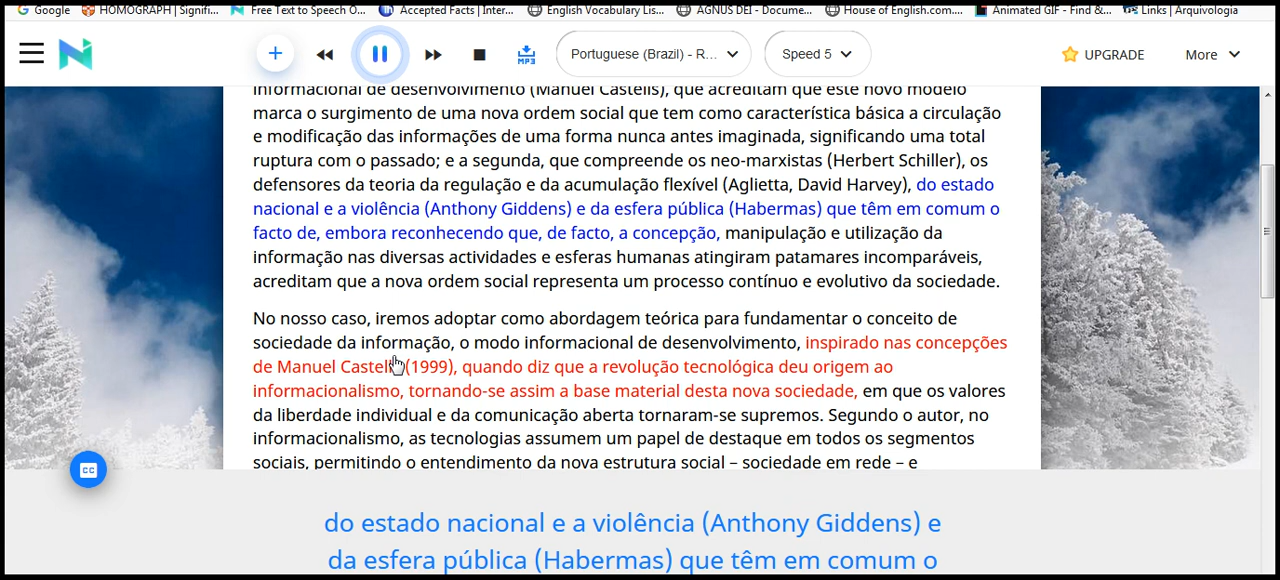 Google HOMOGRAPH | Signifi... Free Text to Speech O... Accepted Facts | Inter... English Vocabulary Lis... AGNUS DEI - Docume... House of English.com.... Animated GIF - Find &... Links | Arquivologia
MP3 Portuguese (Brazil) - R... Speed 5 UPGRADE More
informacional de desenvolvimento (Manuel Castells), que acreditam que este novo modelo
marca o surgimento de uma nova ordem social que tem como característica básica a circulação
e modificação das informações de uma forma nunca antes imaginada, significando uma total
ruptura com o passado; e a segunda, que compreende os neo-marxistas (Herbert Schiller), os
defensores da teoria da regulação e da acumulação flexível (Aglietta, David Harvey), do estado
nacional e a violência (Anthony Giddens) e da esfera pública (Habermas) que têm em comum o
facto de, embora reconhecendo que, de facto, a concepção, manipulação e utilização da
informação nas diversas actividades e esferas humanas atingiram patamares incomparáveis,
acreditam que a nova ordem social representa um processo contínuo e evolutivo da sociedade.
No nosso caso, iremos adoptar como abordagem teórica para fundamentar o conceito de
sociedade da informação, o modo informacional de desenvolvimento, inspirado nas concepções
de Manuel Castells (1999), quando diz que a revolução tecnológica deu origem ao
informacionalismo, tornando-se assim a base material desta nova sociedade, em que os valores
da liberdade individual e da comunicação aberta tornaram-se supremos. Segundo o autor, no
informacionalismo, as tecnologias assumem um papel de destaque em todos os segmentos
sociais, permitindo o entendimento da nova estrutura social – sociedade em rede – e
CC
do estado nacional e a violência (Anthony Giddens) e
da esfera pública (Habermas) que têm em comum o